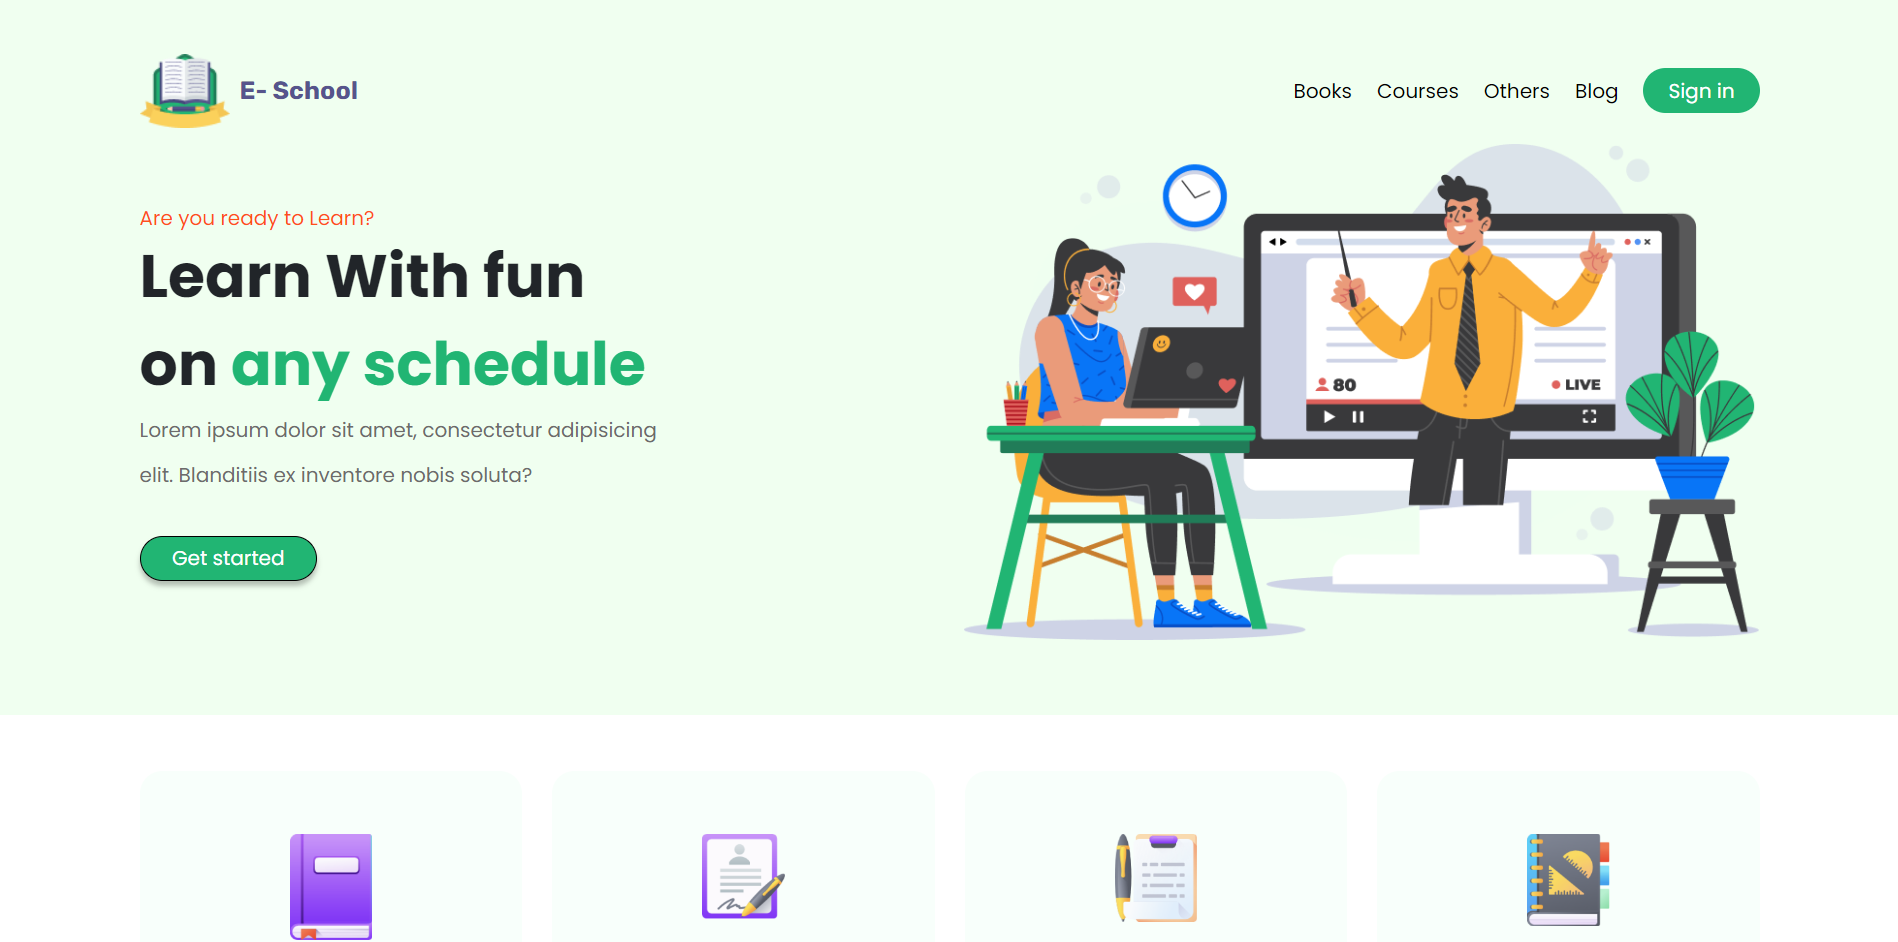 E- School
Books Courses Others Blog Sign in
Are you ready to Learn?
Learn With fun
on any schedule
Lorem ipsum dolor sit amet, consectetur adipisicing
elit. Blanditiis ex inventore nobis soluta?
Get started
80
LIVE